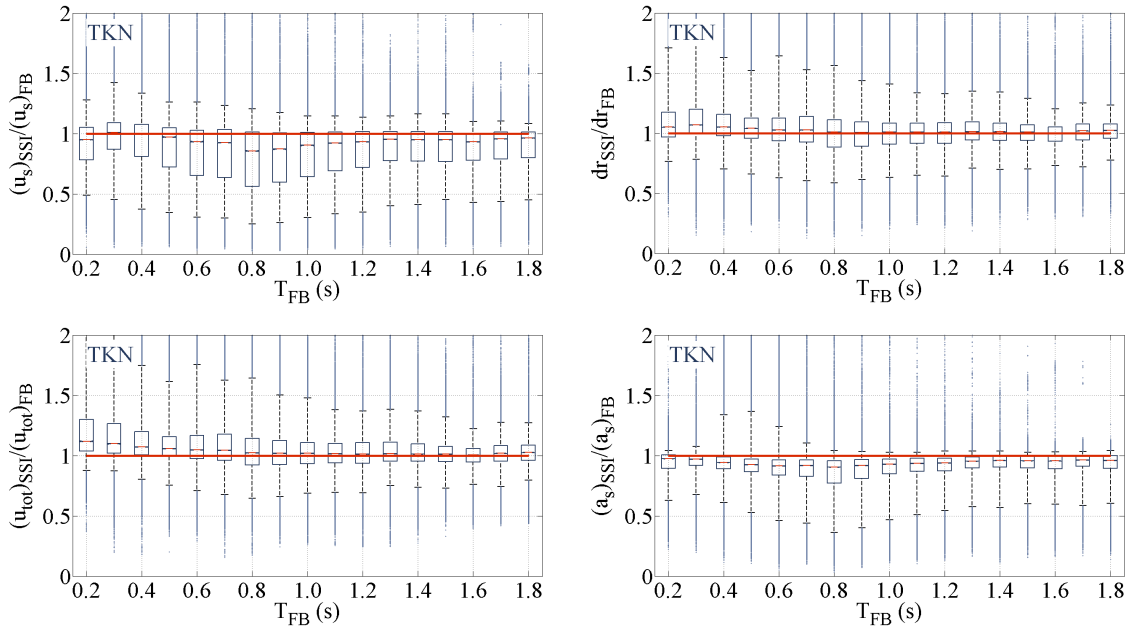 2
TKN
1.5
1
0.5
0
(u_s)_SSI/(u_s)_FB
0.2 0.4 0.6 0.8 1.0 1.2 1.4 1.6 1.8
T_FB (s)
2
TKN
1.5
1
0.5
0
dr_SSI/dr_FB
0.2 0.4 0.6 0.8 1.0 1.2 1.4 1.6 1.8
T_FB (s)
2
TKN
1.5
1
0.5
0
(u_tot)_SSI/(u_tot)_FB
0.2 0.4 0.6 0.8 1.0 1.2 1.4 1.6 1.8
T_FB (s)
2
TKN
1.5
1
0.5
0
(a_s)_SSI/(a_s)_FB
0.2 0.4 0.6 0.8 1.0 1.2 1.4 1.6 1.8
T_FB (s)